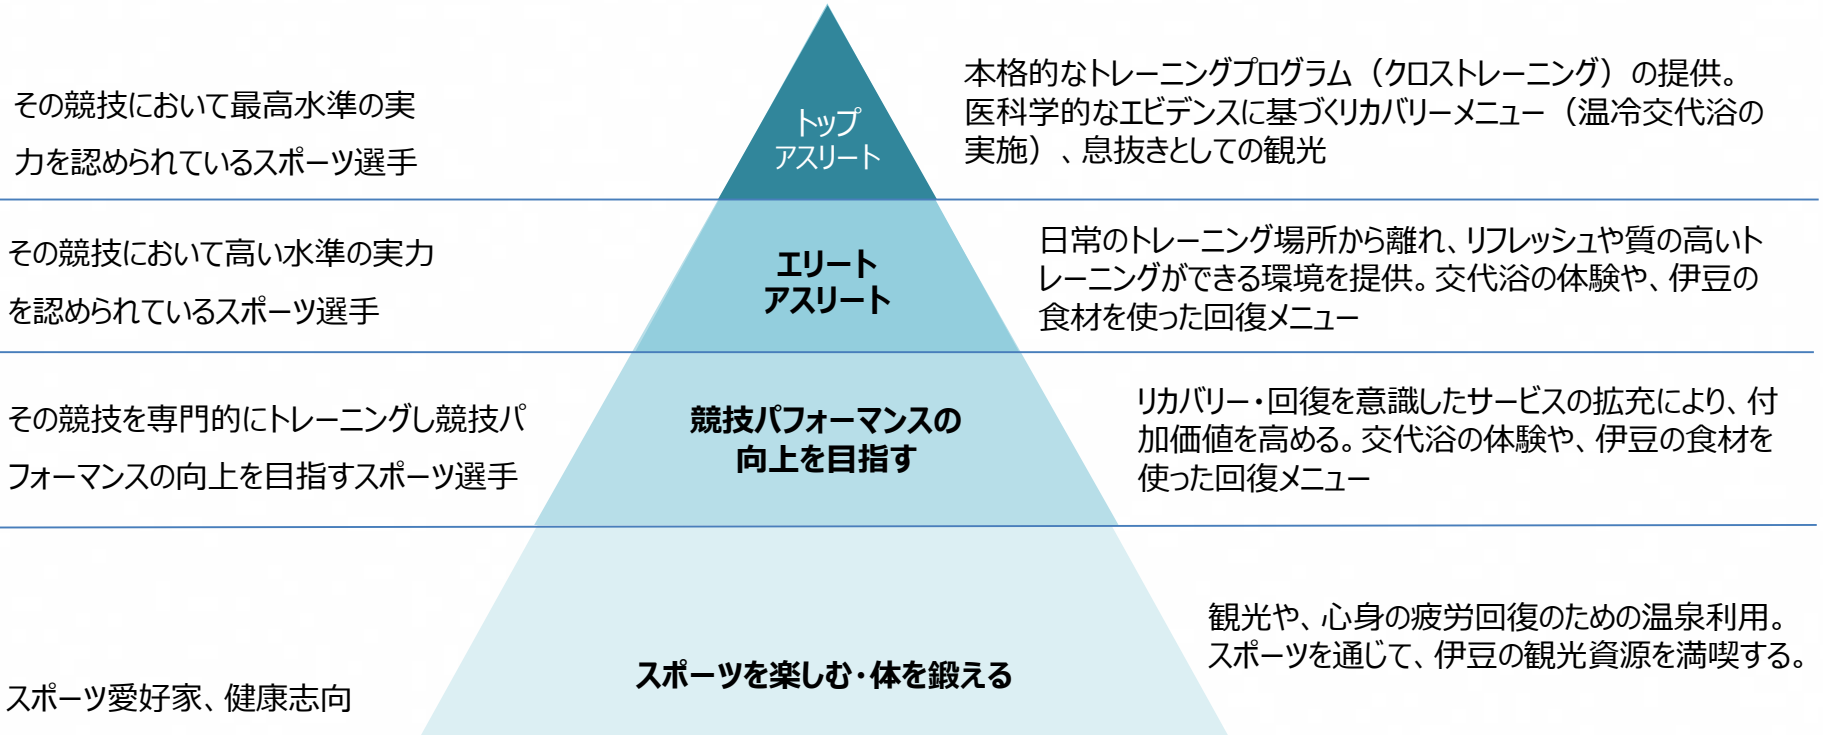 その競技において最高水準の実
力を認められているスポーツ選手
トップ
アスリート
本格的なトレーニングプログラム（クロストレーニング）の提供。
医科学的なエビデンスに基づくリカバリーメニュー（温冷交代浴の
実施）、息抜きとしての観光
その競技において高い水準の実力
を認められているスポーツ選手
エリート
アスリート
日常のトレーニング場所から離れ、リフレッシュや質の高いト
レーニングができる環境を提供。交代浴の体験や、伊豆の
食材を使った回復メニュー
その競技を専門的にトレーニングし競技パ
フォーマンスの向上を目指すスポーツ選手
競技パフォーマンスの
向上を目指す
リカバリー・回復を意識したサービスの拡充により、付
加価値を高める。交代浴の体験や、伊豆の食材を
使った回復メニュー
スポーツ愛好家、健康志向
スポーツを楽しむ・体を鍛える
観光や、心身の疲労回復のための温泉利用。
スポーツを通じて、伊豆の観光資源を満喫する。